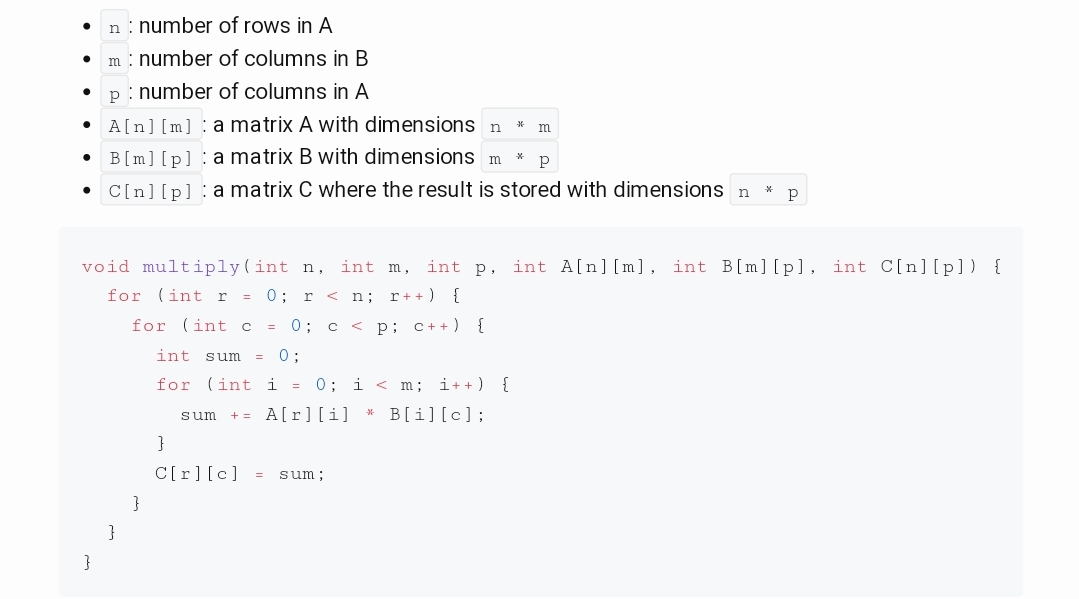 n: number of rows in A
m: number of columns in B
p: number of columns in A
A[n][m]: a matrix A with dimensions n * m
B[m][p]: a matrix B with dimensions m * p
C[n][p]: a matrix C where the result is stored with dimensions n * p
void multiply(int n, int m, int p, int A[n][m], int B[m][p], int C[n][p]) {
  for (int r = 0; r < n; r++) {
    for (int c = 0; c < p; c++) {
      int sum = 0;
      for (int i = 0; i < m; i++) {
        sum += A[r][i] * B[i][c];
      }
      C[r][c] = sum;
    }
  }
}